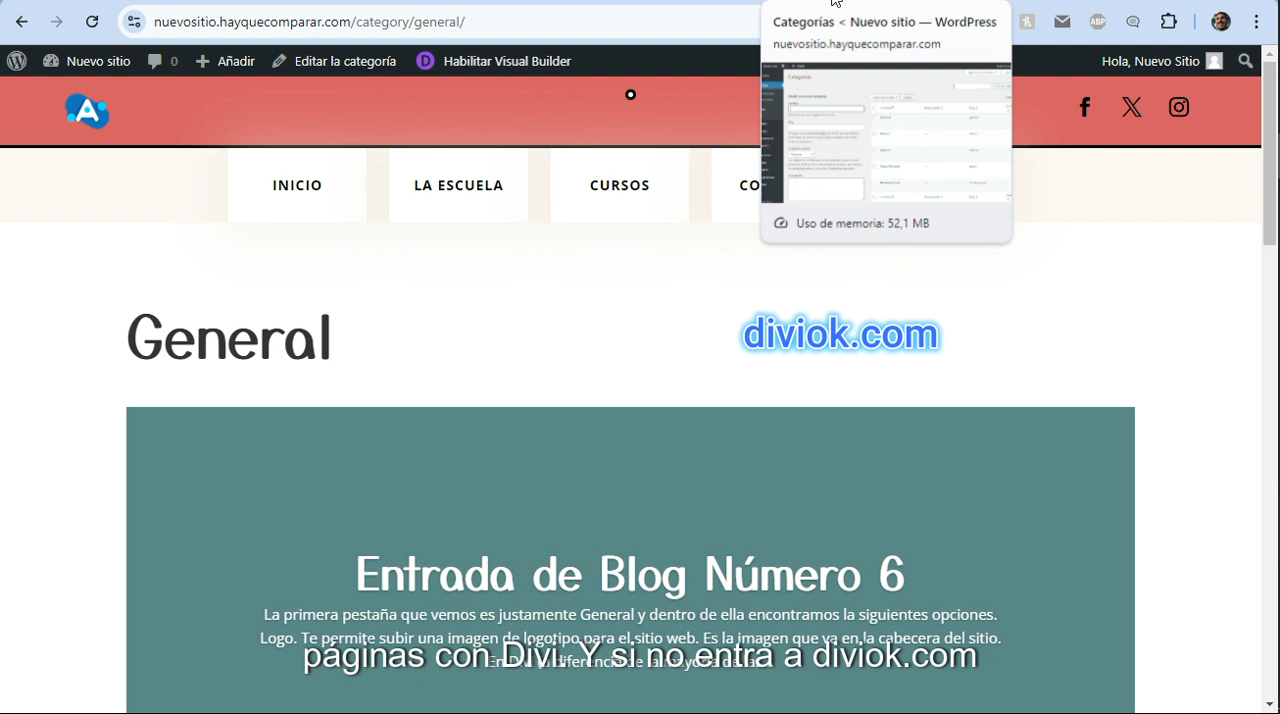 nuevositio.hayquecomparar.com/category/general/
Categorías < Nuevo sitio — WordPress
nuevositio.hayquecomparar.com
Nuevo sitio
0
Añadir
Editar la categoría
D
Habilitar Visual Builder
Hola, Nuevo Sitio
ABP
A
INICIO
LA ESCUELA
CURSOS
CO
Uso de memoria: 52,1 MB
General
diviok.com
Entrada de Blog Número 6
La primera pestaña que vemos es justamente General y dentro de ella encontramos la siguientes opciones.
Logo. Te permite subir una imagen de logotipo para el sitio web. Es la imagen que va en la cabecera del sitio.
páginas con Divi. Y si no entra a diviok.com